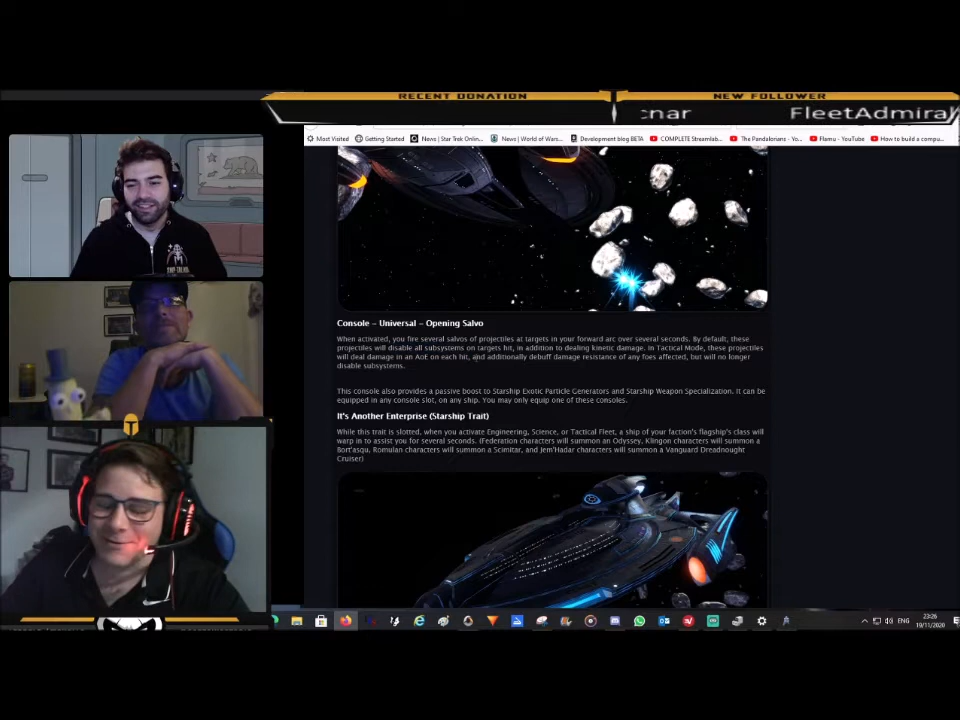 RECENT DONATION
NEW FOLLOWER
FleetAdmiral
Most Visited Getting Started News | Star Trek Onlin... News | World of Wars... Development blog BETA COMPLETE Streamlab... The Pandalorians - Yo... Flamu - YouTube How to build a compu...
Console – Universal – Opening Salvo
When activated, you fire several salvos of projectiles at targets in your forward arc over several seconds. By default, these
projectiles will disable all subsystems on targets hit, in addition to dealing kinetic damage. In Tactical Mode, these projectiles
will deal damage in an AoE on each hit, and additionally debuff damage resistance of any foes affected, but will no longer
disable subsystems.
This console also provides a passive boost to Starship Exotic Particle Generators and Starship Weapon Specialization. It can be
equipped in any console slot, on any ship. You may only equip one of these consoles.
It's Another Enterprise (Starship Trait)
While this trait is slotted, when you activate Engineering, Science, or Tactical Fleet, a ship of your faction's flagship's class will
warp in to assist you for several seconds. (Federation characters will summon an Odyssey, Klingon characters will summon a
Bort'asqu, Romulan characters will summon a Scimitar, and Jem'Hadar characters will summon a Vanguard Dreadnought
Cruiser)
ENG
23:26
19/11/2020